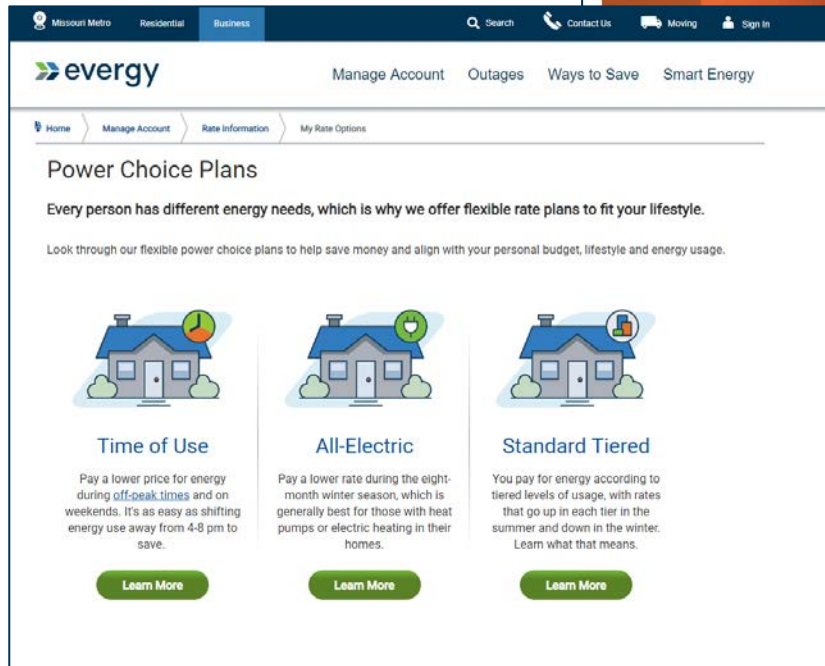 Missouri Metro Residential Business Search Contact Us Moving Sign In
evergy
Manage Account Outages Ways to Save Smart Energy
Home Manage Account Rate Information My Rate Options
Power Choice Plans
Every person has different energy needs, which is why we offer flexible rate plans to fit your lifestyle.
Look through our flexible power choice plans to help save money and align with your personal budget, lifestyle and energy usage.
Time of Use
Pay a lower price for energy
during off-peak times and on
weekends. It's as easy as shifting
energy use away from 4-8 pm to
save.
Learn More
All-Electric
Pay a lower rate during the eight-
month winter season, which is
generally best for those with heat
pumps or electric heating in their
homes.
Learn More
Standard Tiered
You pay for energy according to
tiered levels of usage, with rates
that go up in each tier in the
summer and down in the winter.
Learn what that means.
Learn More